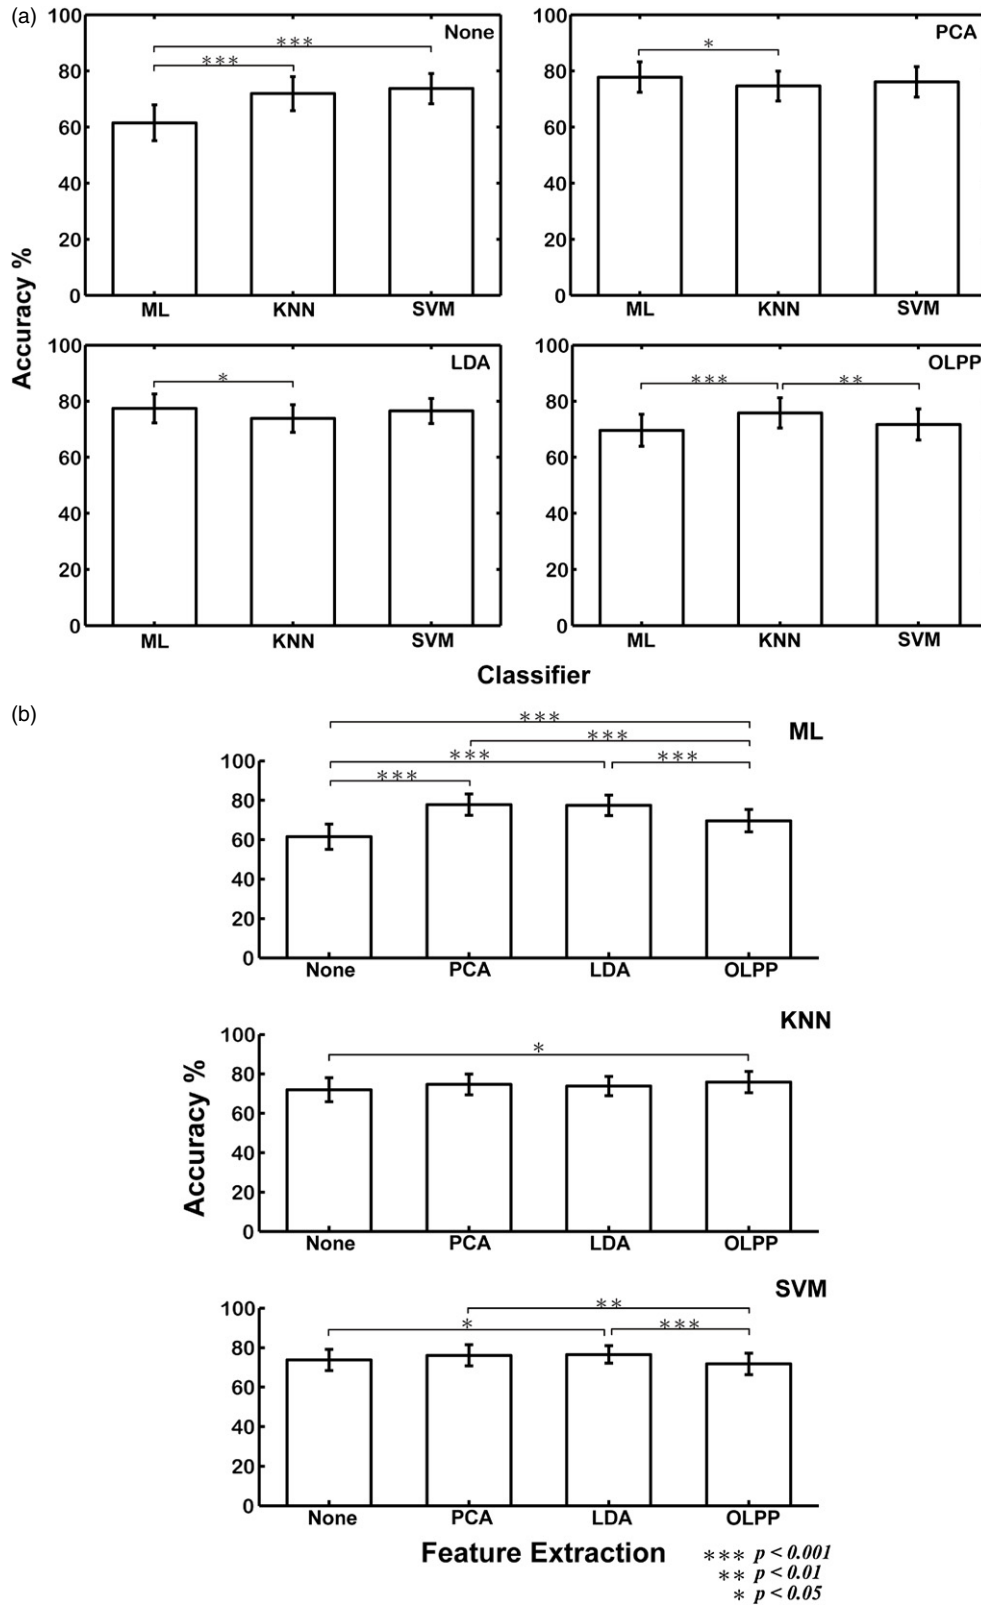 (a)
100
80
60
40
20
0
None
***
***
ML KNN SVM
100
80
60
40
20
0
PCA
*
ML KNN SVM
Accuracy %
100
80
60
40
20
0
LDA
*
ML KNN SVM
100
80
60
40
20
0
OLPP
*** **
ML KNN SVM
Classifier
(b)
ML
***
***
*** ***
***
100
80
60
40
20
0
None PCA LDA OLPP
KNN
*
100
80
60
40
20
0
None PCA LDA OLPP
Accuracy %
SVM
**
* ***
100
80
60
40
20
0
None PCA LDA OLPP
Feature Extraction
*** p < 0.001
** p < 0.01
* p < 0.05